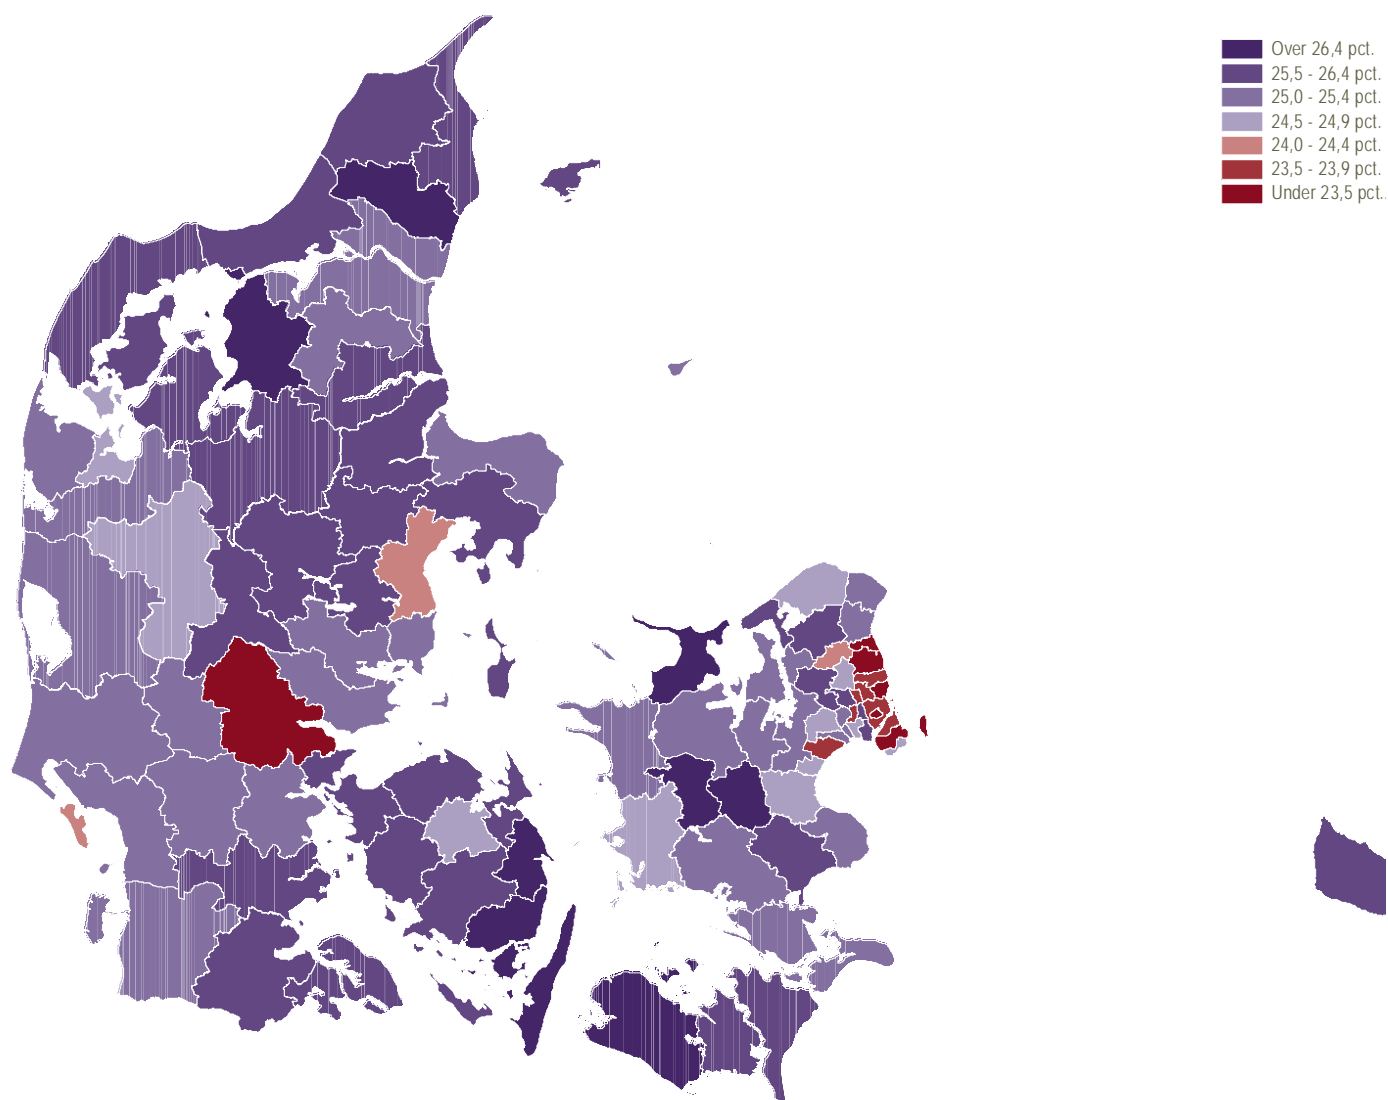 Over 26,4 pct.
25,5 - 26,4 pct.
25,0 - 25,4 pct.
24,5 - 24,9 pct.
24,0 - 24,4 pct.
23,5 - 23,9 pct.
Under 23,5 pct.